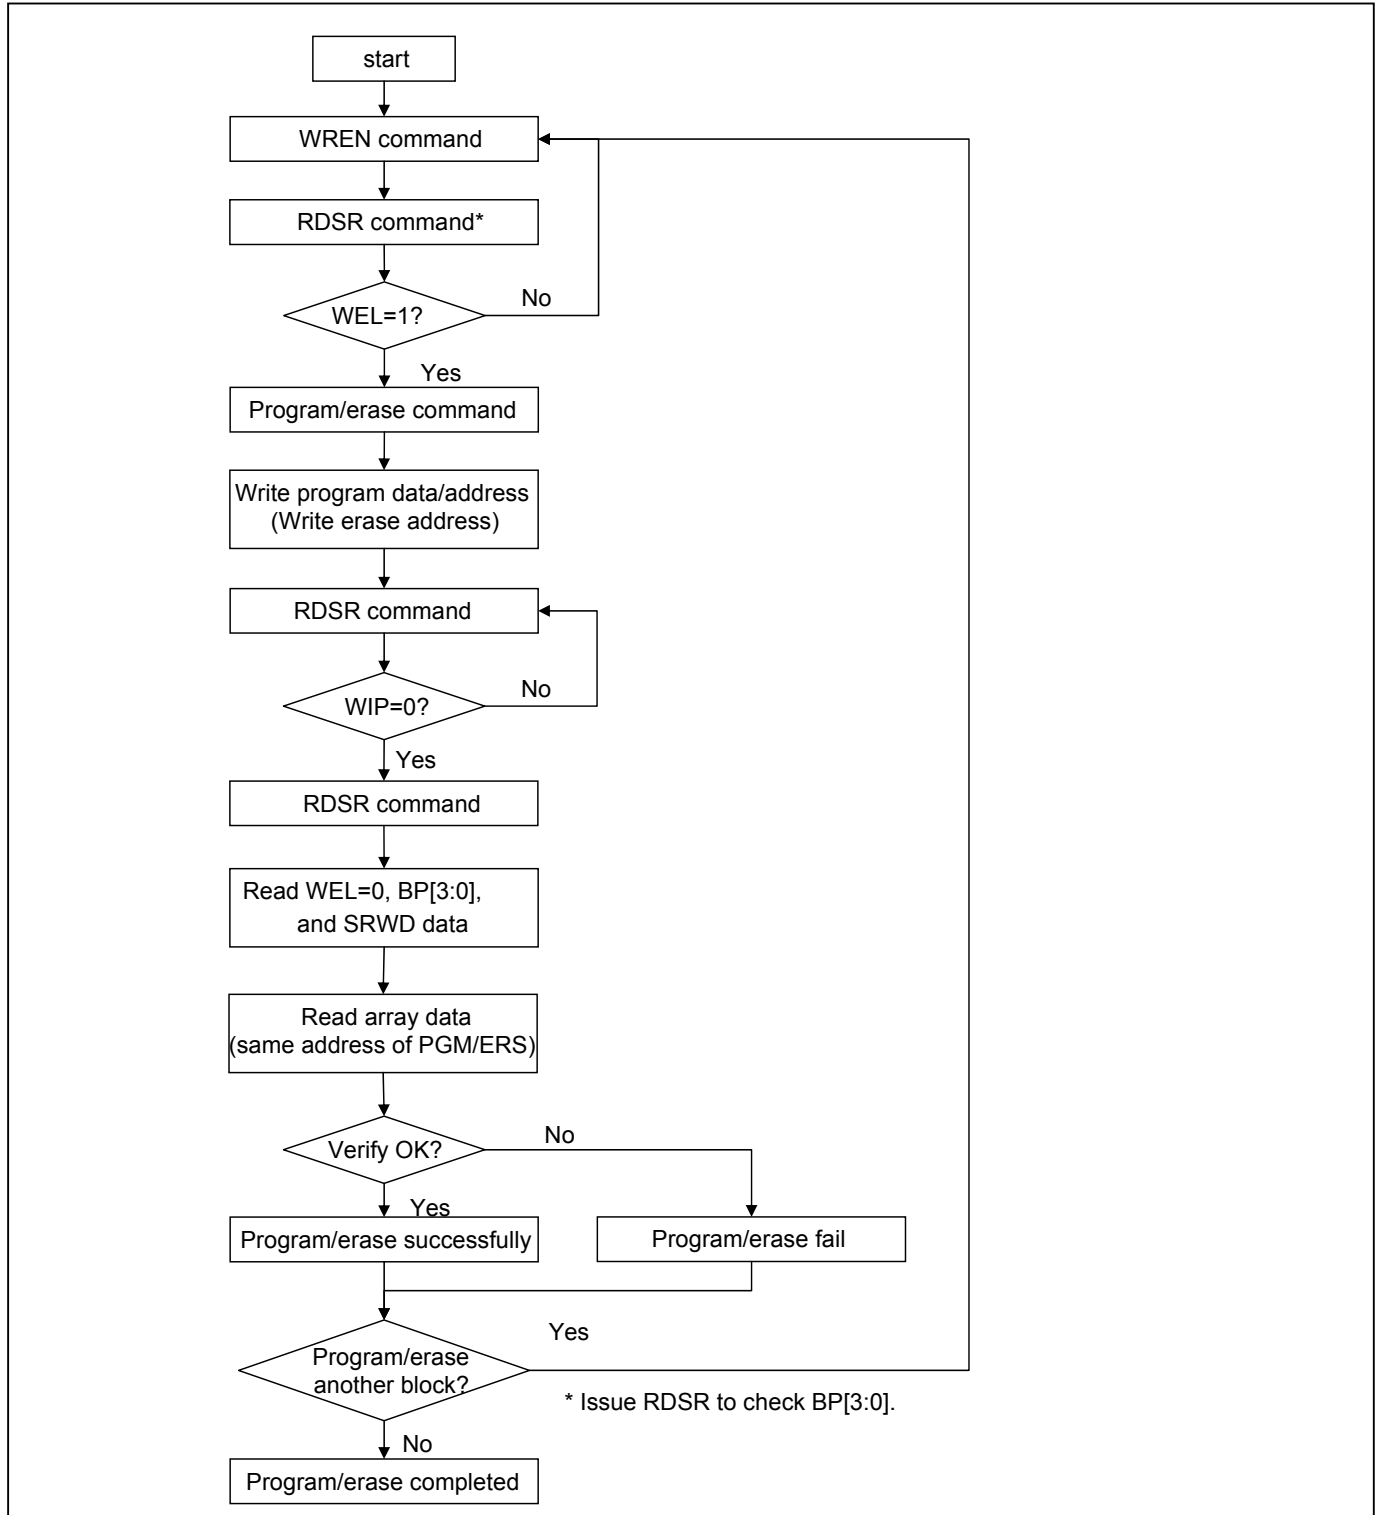 start
WREN command
RDSR command*
WEL=1?
No
Yes
Program/erase command
Write program data/address
(Write erase address)
RDSR command
WIP=0?
No
Yes
RDSR command
Read WEL=0, BP[3:0],
and SRWD data
Read array data
(same address of PGM/ERS)
Verify OK?
No
Yes
Program/erase successfully
Program/erase fail
Yes
Program/erase
another block?
* Issue RDSR to check BP[3:0].
No
Program/erase completed